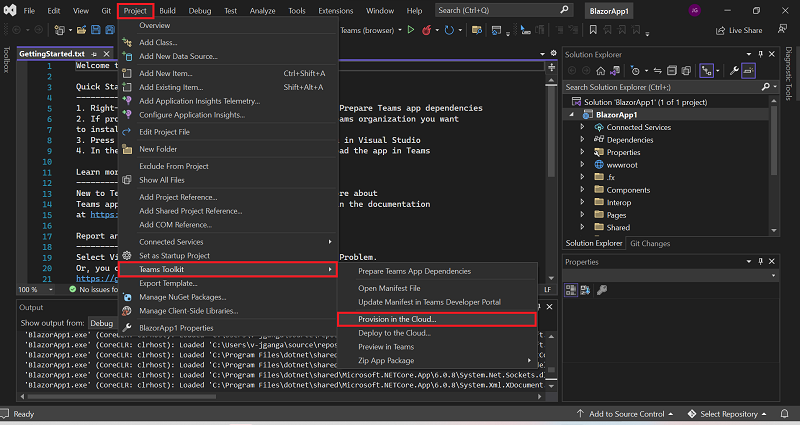 File Edit View Git Project Build Debug Test Analyze Tools Extensions Window Help Search (Ctrl+Q) BlazorApp1 JG
Teams (browser) Live Share
Toolbox
GettingStarted.txt
1 Welcome t
2
3 Quick Sta
4 ---------
5 1. Right- Prepare Teams app dependencies
6 2. If pro eams organization you want
7 to instal
8 3. Press in Visual Studio
9 4. In the ad the app in Teams
10
11 Learn mor
12 ---------
13 New to Te re about
14 Teams app n the documentation
15 at https:
16
17 Report an
18 ---------
19 Select Vi Problem.
20 Or, you c
21 https://g
100 % No issues fo LF
Overview
Add Class...
Add New Data Source...
Add New Item... Ctrl+Shift+A
Add Existing Item... Shift+Alt+A
Add Application Insights Telemetry...
Configure Application Insights...
Edit Project File
New Folder
Exclude From Project
Show All Files
Add Project Reference...
Add Shared Project Reference...
Add COM Reference...
Connected Services
Set as Startup Project
Teams Toolkit
Export Template...
Manage NuGet Packages...
Manage Client-Side Libraries...
BlazorApp1 Properties
Prepare Teams App Dependencies
Open Manifest File
Update Manifest in Teams Developer Portal
Provision in the Cloud...
Deploy to the Cloud...
Preview in Teams
Zip App Package
Output
Show output from: Debug
'BlazorApp1.exe' (CoreCLR: clrhost): Loaded 'C:\Users\v-jganga\source\repo
'BlazorApp1.exe' (CoreCLR: clrhost): Loaded 'C:\Users\v-jganga\source\repos
'BlazorApp1.exe' (CoreCLR: clrhost): Loaded 'C:\Program Files\dotnet\shared
'BlazorApp1.exe' (CoreCLR: clrhost): Loaded 'C:\Program Files\dotnet\shared
'BlazorApp1.exe' (CoreCLR: clrhost): Loaded 'C:\Program Files\dotnet\shared\Microsoft.NETCore.App\6.0.8\System.Net.Sockets.d
'BlazorApp1.exe' (CoreCLR: clrhost): Loaded 'C:\Program Files\dotnet\shared\Microsoft.NETCore.App\6.0.8\System.Xml.XDocument
Solution Explorer
Search Solution Explorer (Ctrl+;)
Solution 'BlazorApp1' (1 of 1 project)
BlazorApp1
Connected Services
Dependencies
Properties
wwwroot
.fx
Components
Interop
Pages
Shared
Solution Explorer Git Changes
Properties
Diagnostic Tools
Ready Add to Source Control Select Repository